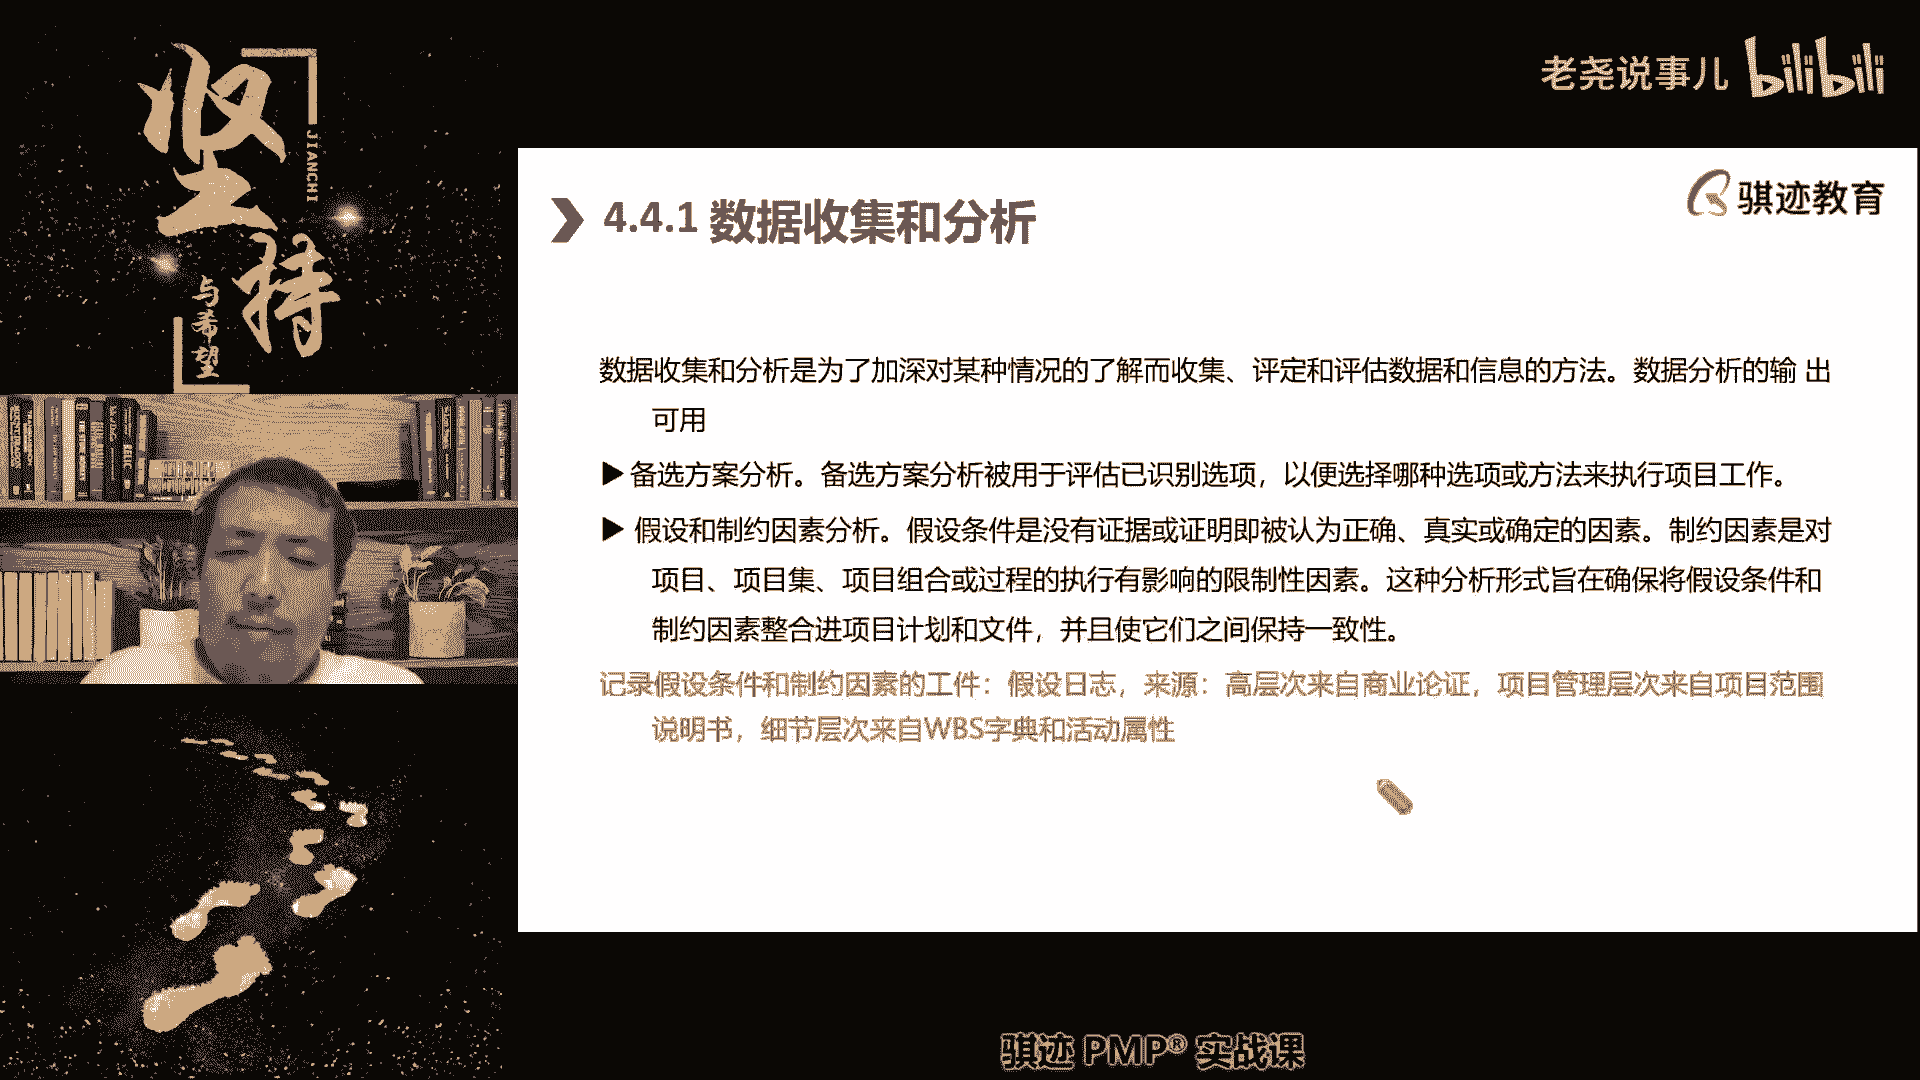 坚持
JIANCHI
与希望
老尧说事儿 bilibili
骐迹教育
4.4.1 数据收集和分析
数据收集和分析是为了加深对某种情况的了解而收集、评定和评估数据和信息的方法。数据分析的输 出
可用
▶ 备选方案分析。备选方案分析被用于评估已识别选项，以便选择哪种选项或方法来执行项目工作。
▶ 假设和制约因素分析。假设条件是没有证据或证明即被认为正确、真实或确定的因素。制约因素是对
项目、项目集、项目组合或过程的执行有影响的限制性因素。这种分析形式旨在确保将假设条件和
制约因素整合进项目计划和文件，并且使它们之间保持一致性。
记录假设条件和制约因素的工件：假设日志，来源：高层次来自商业论证，项目管理层次来自项目范围
说明书，细节层次来自WBS字典和活动属性
骐迹 PMP® 实战课